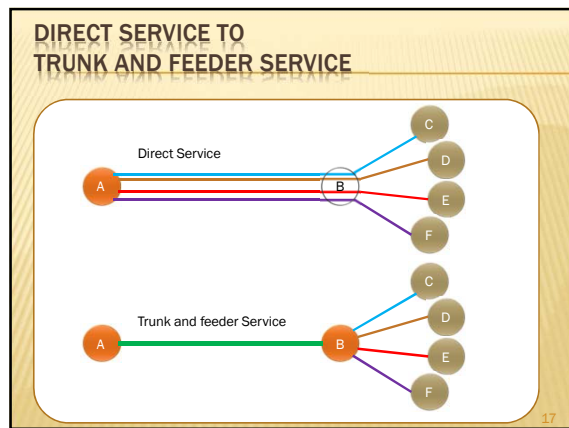 DIRECT SERVICE TO
TRUNK AND FEEDER SERVICE
C
Direct Service
D
A
B
E
F
C
Trunk and feeder Service
D
A
B
E
F
17